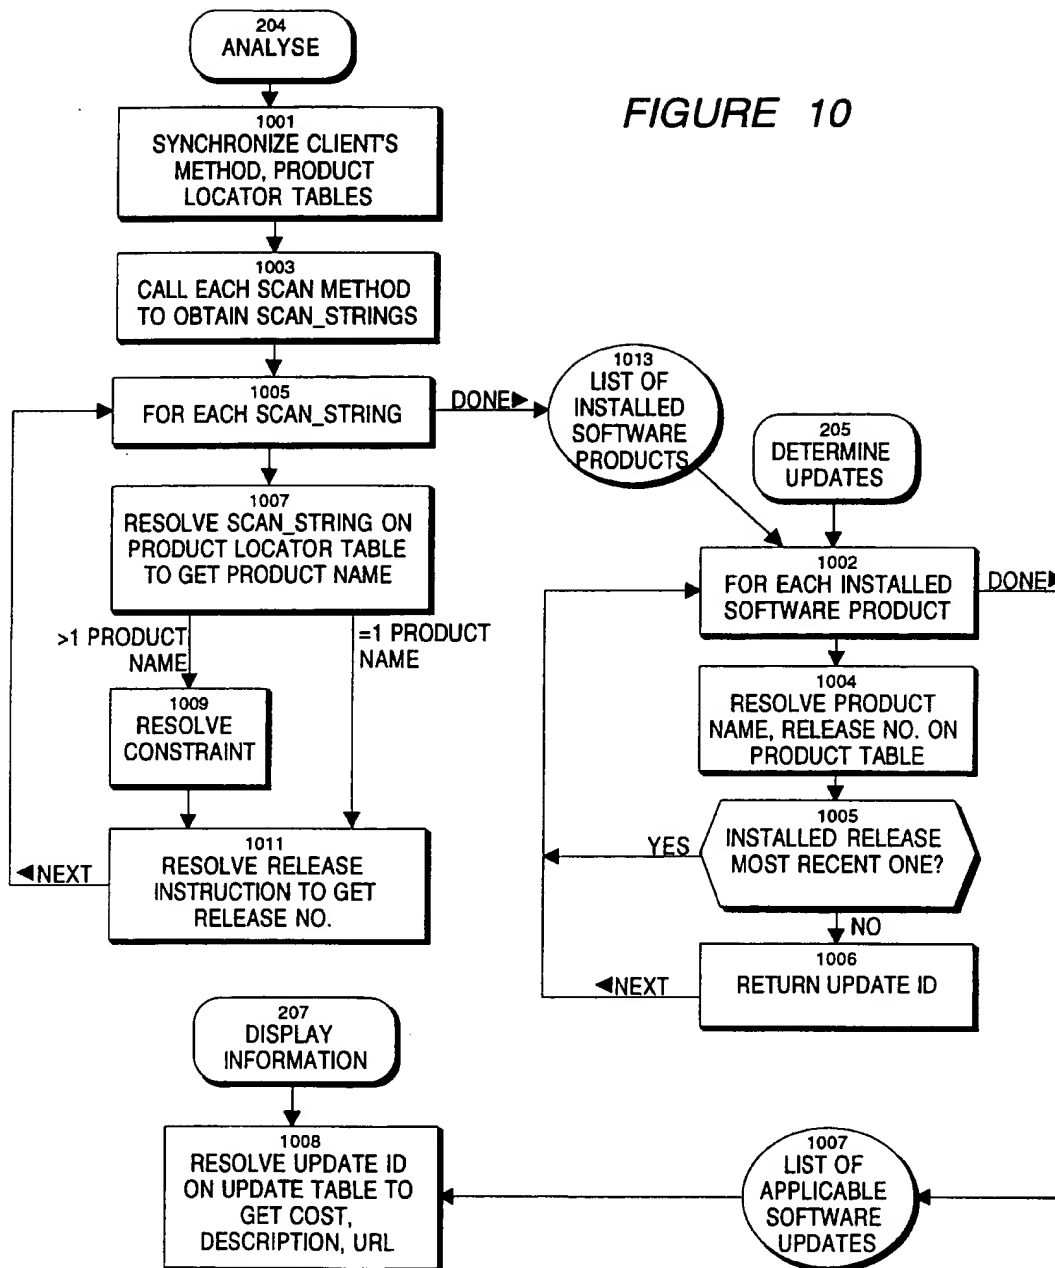 FIGURE 10
204
ANALYSE
1001
SYNCHRONIZE CLIENT'S
METHOD, PRODUCT
LOCATOR TABLES
1003
CALL EACH SCAN METHOD
TO OBTAIN SCAN_STRINGS
1005
FOR EACH SCAN_STRING
DONE
1013
LIST OF
INSTALLED
SOFTWARE
PRODUCTS
1007
RESOLVE SCAN_STRING ON
PRODUCT LOCATOR TABLE
TO GET PRODUCT NAME
>1 PRODUCT
NAME
=1 PRODUCT
NAME
1009
RESOLVE
CONSTRAINT
1011
RESOLVE RELEASE
INSTRUCTION TO GET
RELEASE NO.
NEXT
205
DETERMINE
UPDATES
1002
FOR EACH INSTALLED
SOFTWARE PRODUCT
DONE
1004
RESOLVE PRODUCT
NAME, RELEASE NO. ON
PRODUCT TABLE
1005
INSTALLED RELEASE
MOST RECENT ONE?
YES
NO
1006
RETURN UPDATE ID
NEXT
207
DISPLAY
INFORMATION
1008
RESOLVE UPDATE ID
ON UPDATE TABLE TO
GET COST,
DESCRIPTION, URL
1007
LIST OF
APPLICABLE
SOFTWARE
UPDATES